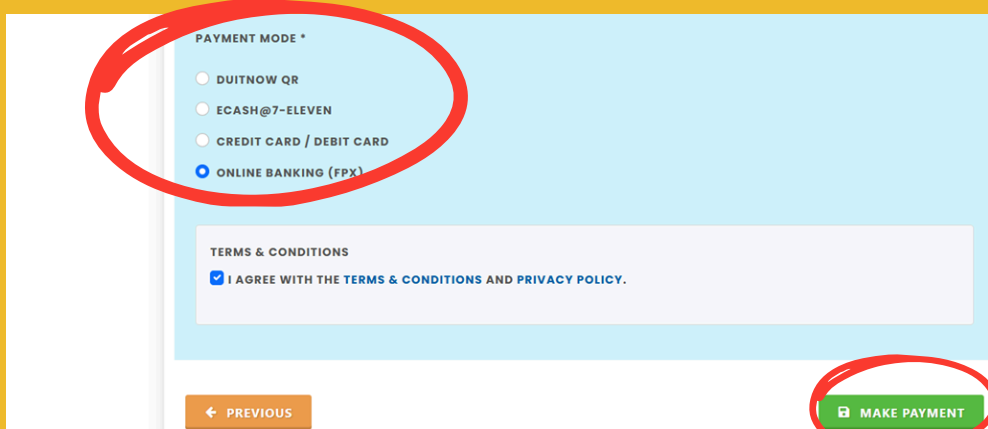 PAYMENT MODE *
DUITNOW QR
ECASH@7-ELEVEN
CREDIT CARD / DEBIT CARD
ONLINE BANKING (FPX)
TERMS & CONDITIONS
I AGREE WITH THE TERMS & CONDITIONS AND PRIVACY POLICY.
PREVIOUS
MAKE PAYMENT